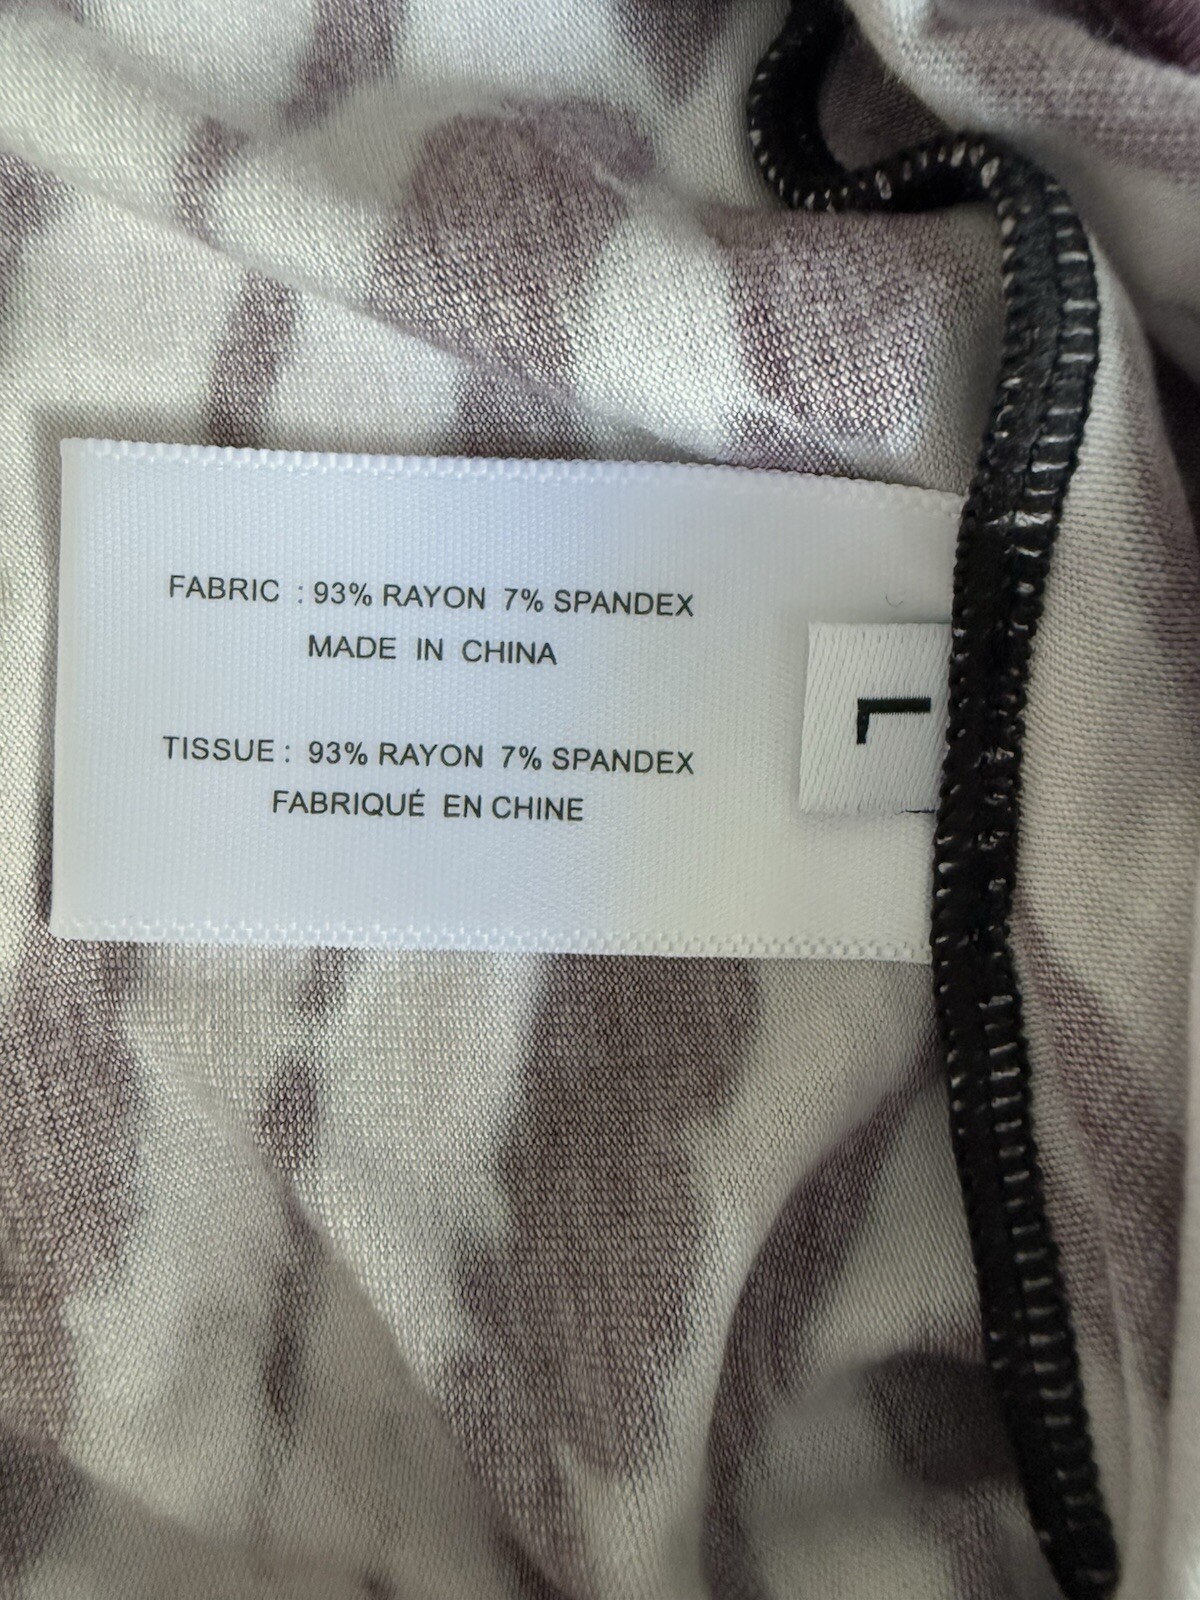 FABRIC : 93% RAYON 7% SPANDEX
MADE IN CHINA
TISSUE : 93% RAYON 7% SPANDEX
FABRIQUÉ EN CHINE
L